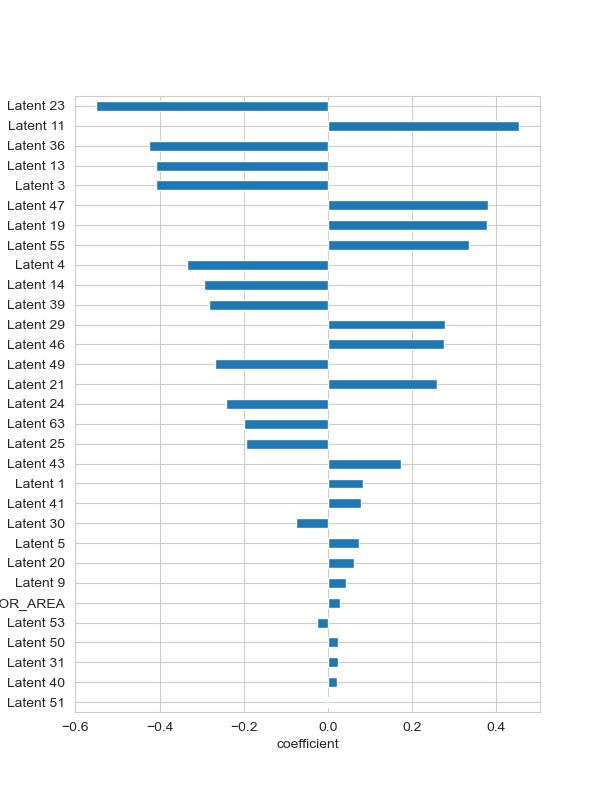 Latent 23
Latent 11
Latent 36
Latent 13
Latent 3
Latent 47
Latent 19
Latent 55
Latent 4
Latent 14
Latent 39
Latent 29
Latent 46
Latent 49
Latent 21
Latent 24
Latent 63
Latent 25
Latent 43
Latent 1
Latent 41
Latent 30
Latent 5
Latent 20
Latent 9
OR_AREA
Latent 53
Latent 50
Latent 31
Latent 40
Latent 51
−0.6 −0.4 −0.2 0.0 0.2 0.4
coefficient